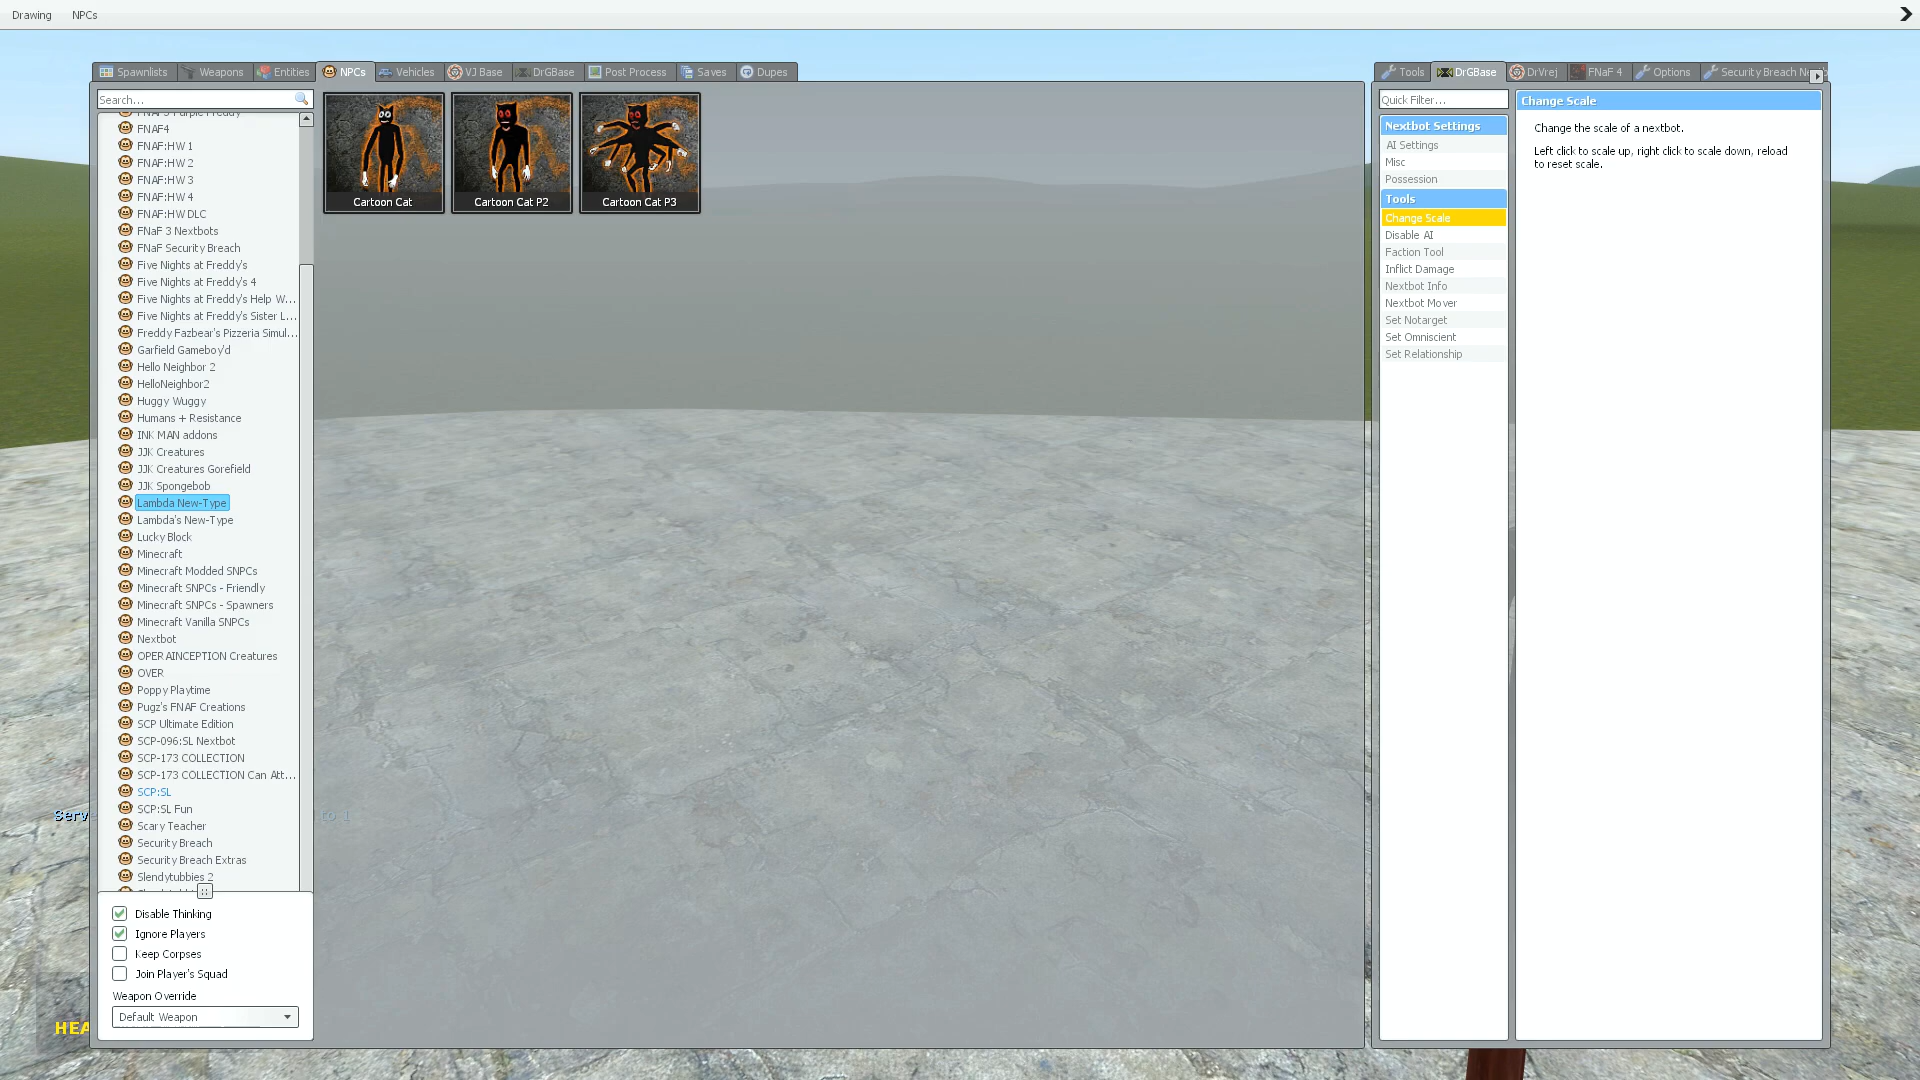 Drawing NPCs
Spawnlists Weapons Entities NPCs Vehicles VJ Base DrGBase Post Process Saves Dupes
Search...
FNAF 3 Purple Freddy
FNAF4
FNAF:HW 1
FNAF:HW 2
FNAF:HW 3
FNAF:HW 4
FNAF:HW DLC
FNaF 3 Nextbots
FNaF Security Breach
Five Nights at Freddy's
Five Nights at Freddy's 4
Five Nights at Freddy's Help W...
Five Nights at Freddy's Sister L...
Freddy Fazbear's Pizzeria Simul...
Garfield Gameboy'd
Hello Neighbor 2
HelloNeighbor2
Huggy Wuggy
Humans + Resistance
INK MAN addons
JJK Creatures
JJK Creatures Gorefield
JJK Spongebob
Lambda New-Type
Lambda's New-Type
Lucky Block
Minecraft
Minecraft Modded SNPCs
Minecraft SNPCs - Friendly
Minecraft SNPCs - Spawners
Minecraft Vanilla SNPCs
Nextbot
OPERAINCEPTION Creatures
OVER
Poppy Playtime
Pugz's FNAF Creations
SCP Ultimate Edition
SCP-096:SL Nextbot
SCP-173 COLLECTION
SCP-173 COLLECTION Can Att...
SCP:SL
SCP:SL Fun
Scary Teacher
Security Breach
Security Breach Extras
Slendytubbies 2
Disable Thinking
Ignore Players
Keep Corpses
Join Player's Squad
Weapon Override
Default Weapon
Cartoon Cat
Cartoon Cat P2
Cartoon Cat P3
Serv
to 1
HEA
Tools DrGBase DrVrej FNaF 4 Options Security Breach
Quick Filter...
Nextbot Settings
AI Settings
Misc
Possession
Tools
Change Scale
Disable AI
Faction Tool
Inflict Damage
Nextbot Info
Nextbot Mover
Set Notarget
Set Omniscient
Set Relationship
Change Scale
Change the scale of a nextbot.
Left click to scale up, right click to scale down, reload
to reset scale.